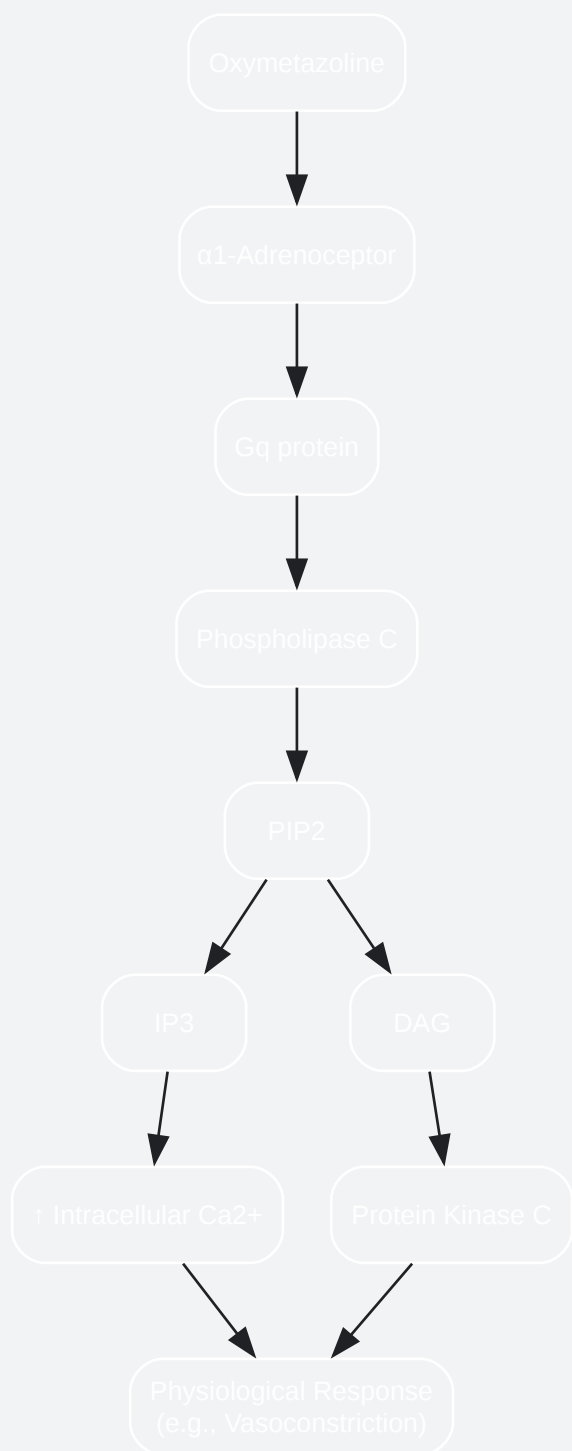 Oxymetazoline
α1-Adrenoceptor
Gq protein
Phospholipase C
PIP2
IP3
DAG
↑ Intracellular Ca2+
Protein Kinase C
Physiological Response
(e.g., Vasoconstriction)